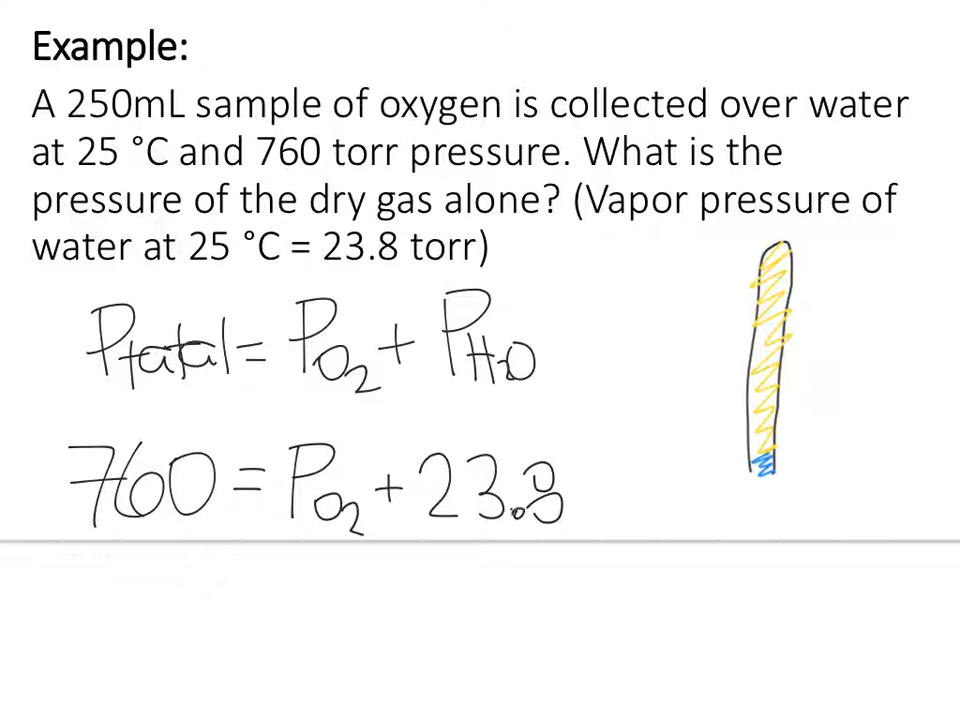 Example:
A 250mL sample of oxygen is collected over water
at 25 °C and 760 torr pressure. What is the
pressure of the dry gas alone? (Vapor pressure of
water at 25 °C = 23.8 torr)
Ptotal = PO2 + PH2O
760 = PO2 + 23.8